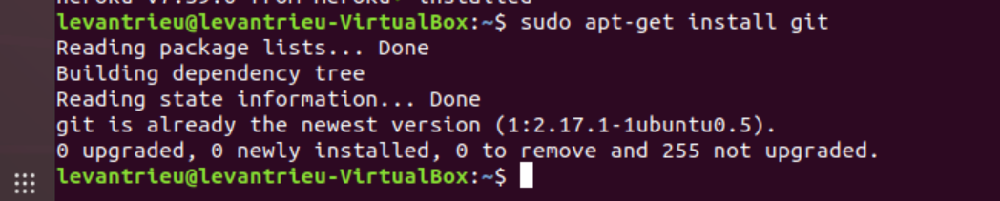 levantrieu@levantrieu-VirtualBox:~$ sudo apt-get install git
Reading package lists... Done
Building dependency tree
Reading state information... Done
git is already the newest version (1:2.17.1-1ubuntu0.5).
0 upgraded, 0 newly installed, 0 to remove and 255 not upgraded.
levantrieu@levantrieu-VirtualBox:~$